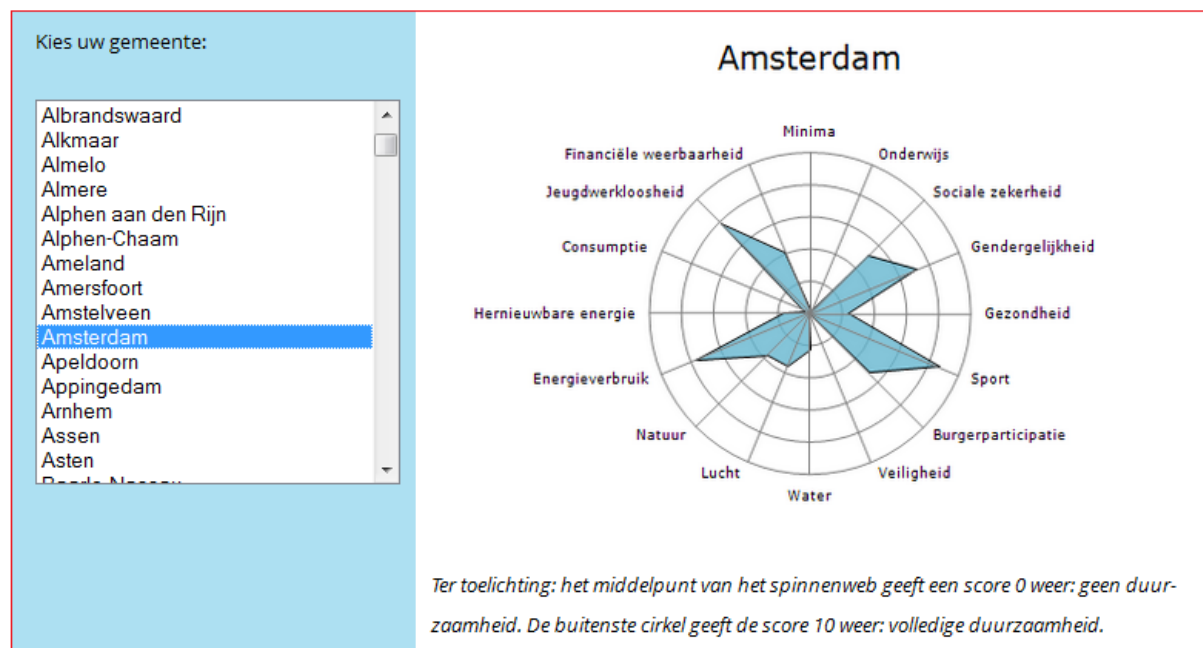 Kies uw gemeente:
Albrandswaard
Alkmaar
Almelo
Almere
Alphen aan den Rijn
Alphen-Chaam
Ameland
Amersfoort
Amstelveen
Amsterdam
Apeldoorn
Appingedam
Arnhem
Assen
Asten
Amsterdam
Minima
Financiële weerbaarheid
Onderwijs
Jeugdwerkloosheid
Sociale zekerheid
Consumptie
Gendergelijkheid
Hernieuwbare energie
Gezondheid
Energieverbruik
Sport
Natuur
Burgerparticipatie
Lucht
Veiligheid
Water
Ter toelichting: het middelpunt van het spinnenweb geeft een score 0 weer: geen duur-
zaamheid. De buitenste cirkel geeft de score 10 weer: volledige duurzaamheid.